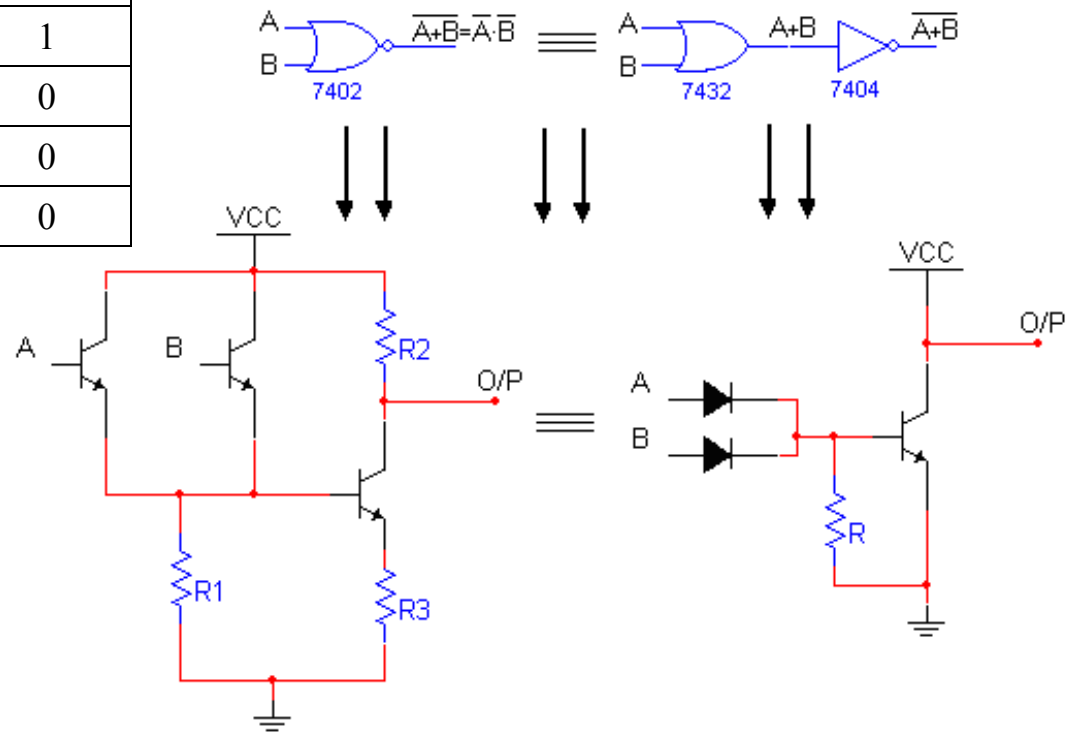 1
0
0
0
A
B
A̅+̅B̅=A̅·B̅
7402
A
B
A+B
A̅+̅B̅
7432
7404
VCC
A
B
R2
O/P
R1
R3
VCC
O/P
A
B
R